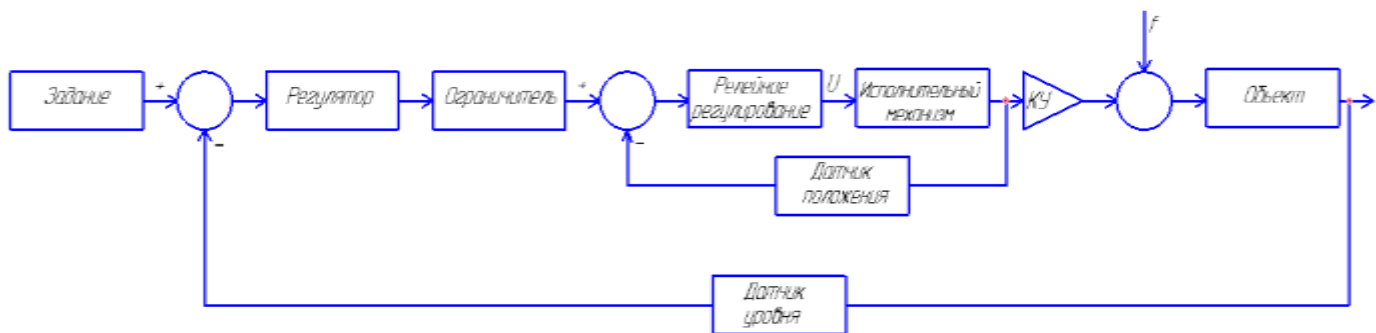 f
Задание
+
Регулятор
Ограничитель
+
Релейное
регулирование
U
Исполнительный
механизм
КУ
Объект
-
-
Датчик
положения
Датчик
уровня